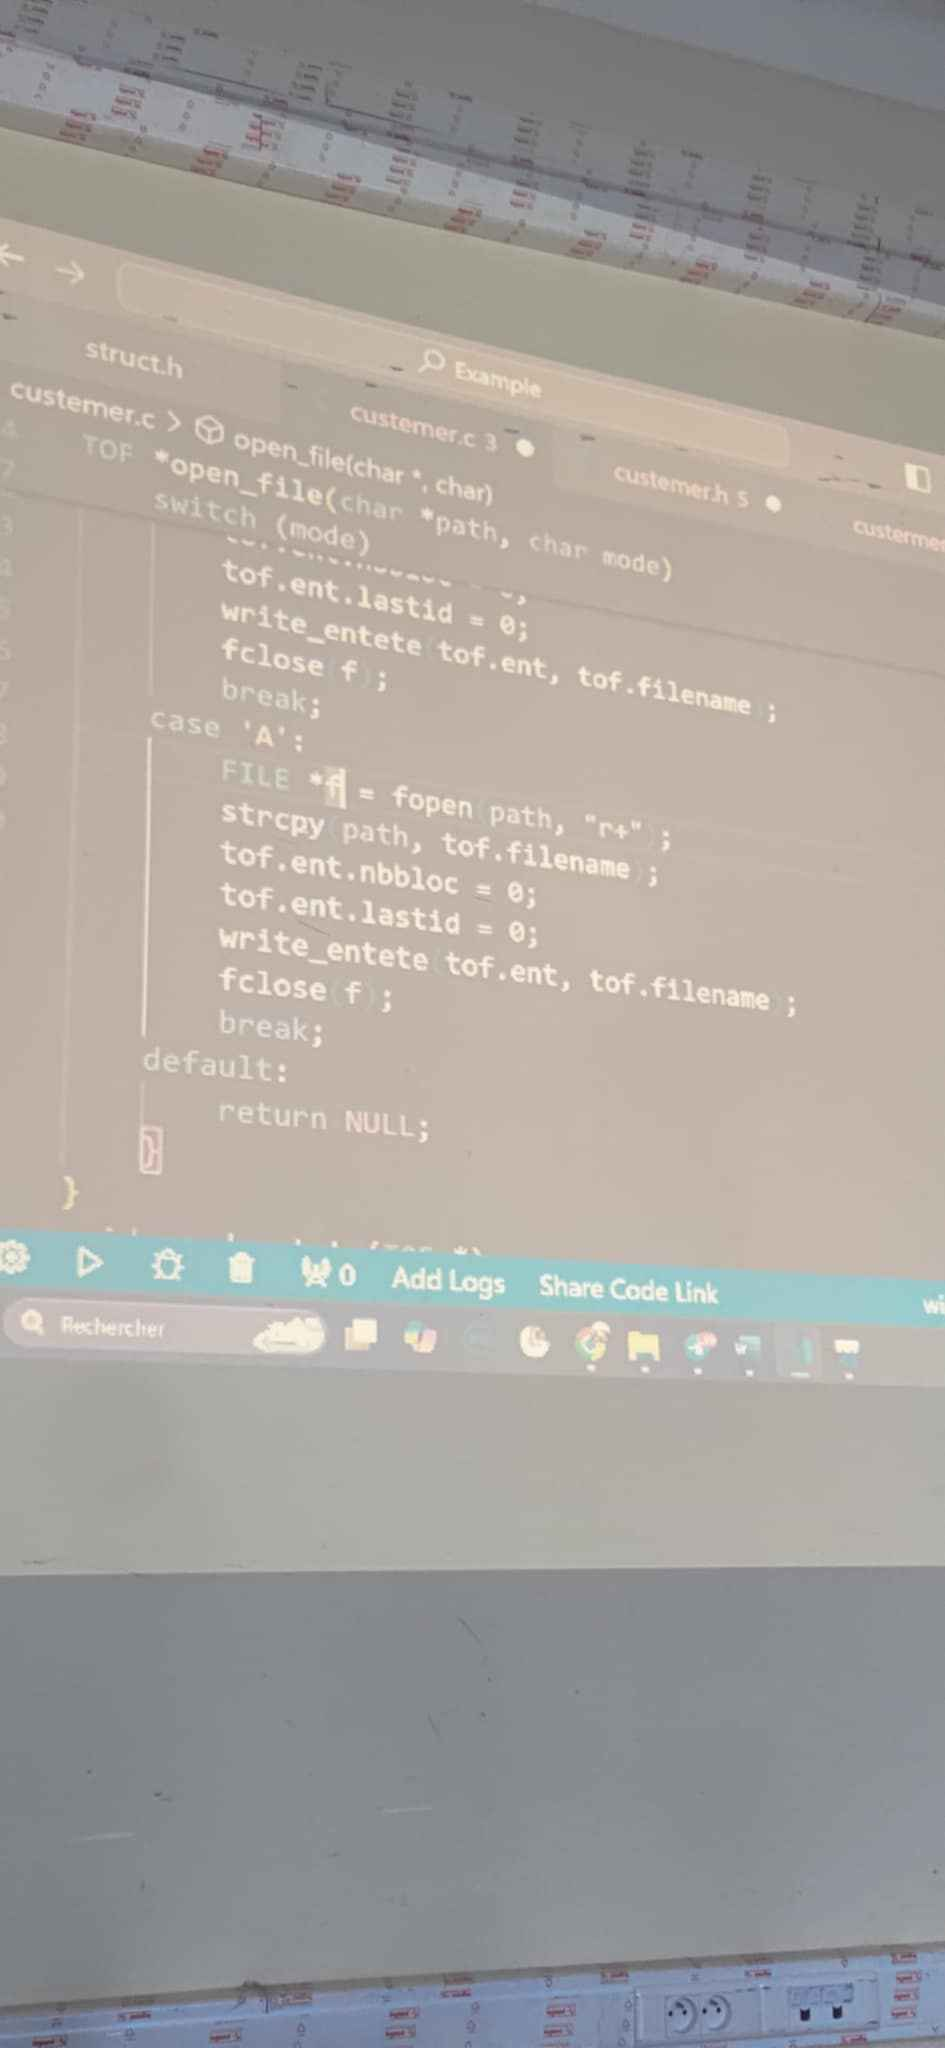 Example
struct.h
custemer.c 3
custemer.h 5
custemer.c > open_file(char *, char)
TOF *open_file(char *path, char mode)
switch (mode)
tof.ent.lastid = 0;
write_entete(tof.ent, tof.filename);
fclose(f);
break;
case 'A':
FILE *f = fopen(path, "r+");
strcpy(path, tof.filename);
tof.ent.nbbloc = 0;
tof.ent.lastid = 0;
write_entete(tof.ent, tof.filename);
fclose(f);
break;
default:
return NULL;
}
}
0 Add Logs Share Code Link
Rechercher